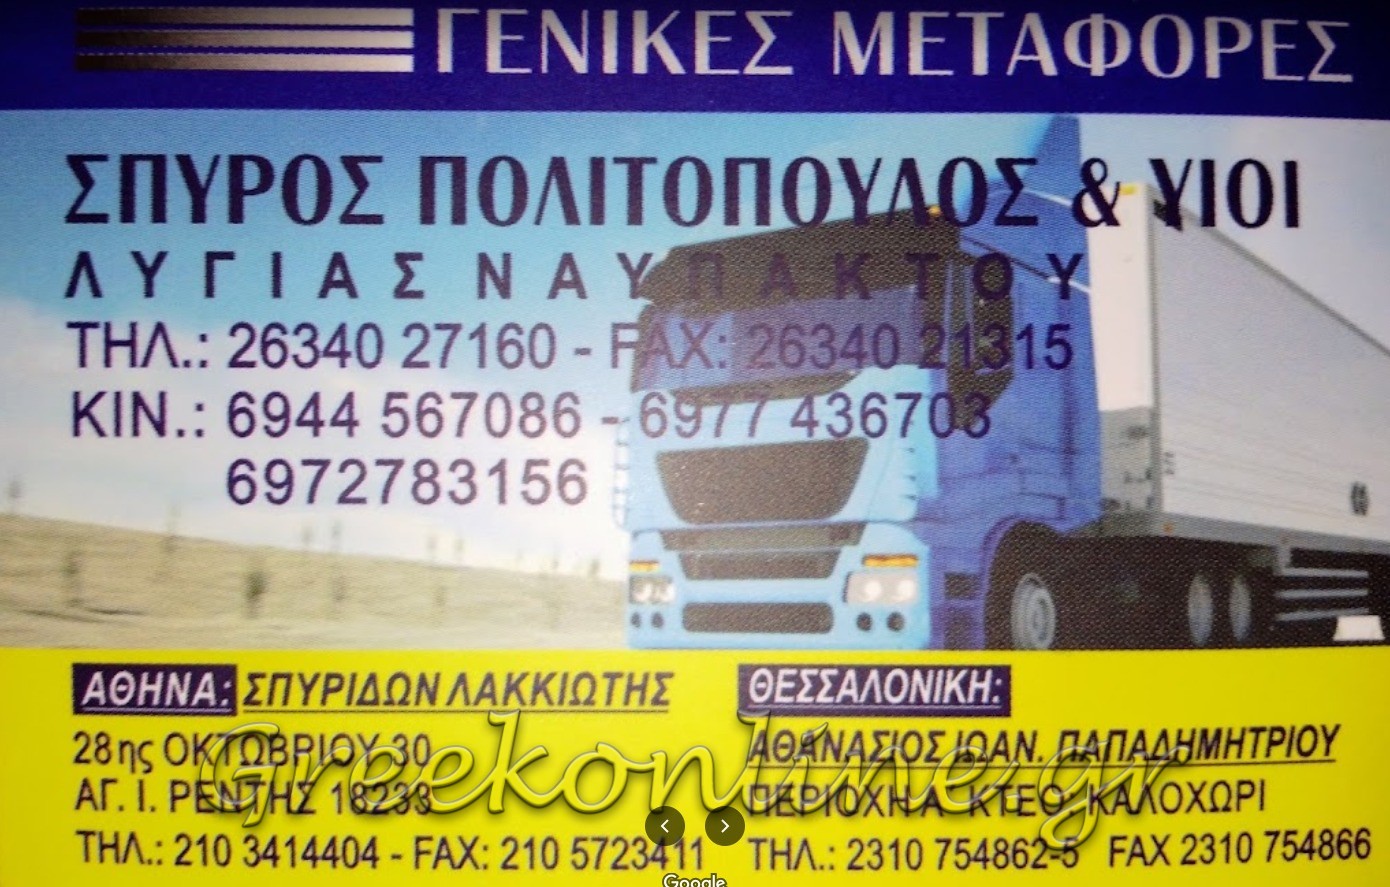 ΓΕΝΙΚΕΣ ΜΕΤΑΦΟΡΕΣ
ΣΠΥΡΟΣ ΠΟΛΙΤΟΠΟΥΛΟΣ & ΥΙΟΙ
ΛΥΓΙΑΣ ΝΑΥΠΑΚΤΟΥ
ΤΗΛ.: 26340 27160 - FAX: 26340 21315
ΚΙΝ.: 6944 567086 - 6977 436703
6972783156
ΑΘΗΝΑ: ΣΠΥΡΙΔΩΝ ΛΑΚΚΙΩΤΗΣ
28ης ΟΚΤΩΒΡΙΟΥ 30
ΑΓ. Ι. ΡΕΝΤΗΣ 18233
ΤΗΛ.: 210 3414404 - FAX: 210 5723411
ΘΕΣΣΑΛΟΝΙΚΗ:
ΑΘΑΝΑΣΙΟΣ ΙΩΑΝ. ΠΑΠΑΔΗΜΗΤΡΙΟΥ
ΠΕΡΙΟΧΗ Α. ΚΤΕΟ, ΚΑΛΟΧΩΡΙ
ΤΗΛ.: 2310 754862-5 FAX 2310 754866
Greekonline.gr
Google